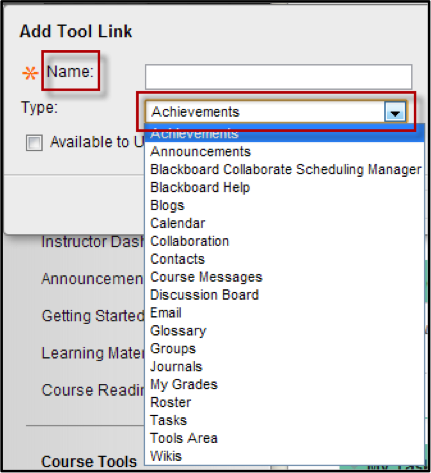 Add Tool Link
Name:
Type:
Achievements
Available to U
Achievements
Announcements
Blackboard Collaborate Scheduling Manager
Blackboard Help
Blogs
Calendar
Collaboration
Contacts
Course Messages
Discussion Board
Email
Glossary
Groups
Journals
My Grades
Roster
Tasks
Tools Area
Wikis
Instructor Dash
Announcemen
Getting Started
Learning Mater
Course Readin
Course Tools